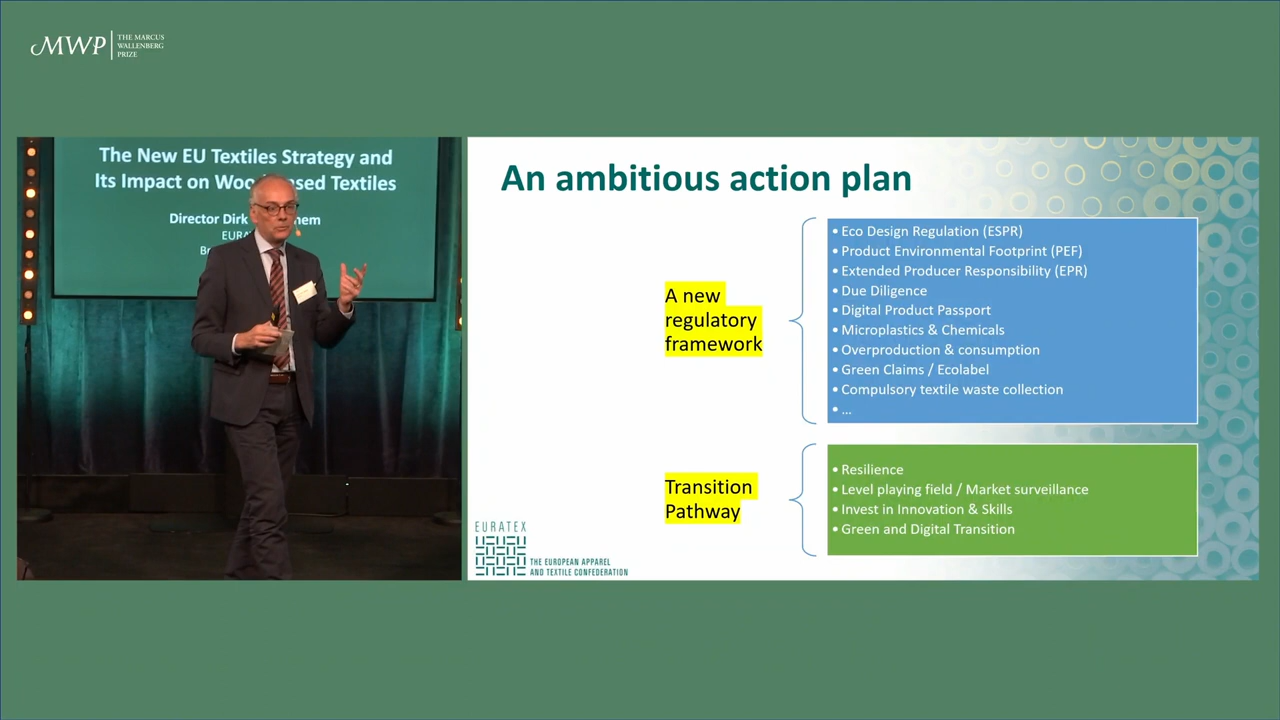 MWP
THE MARCUS
WALLENBERG
PRIZE
The New EU Textiles Strategy and
Its Impact on Textiles
Director Dirk
An ambitious action plan
A new
regulatory
framework
• Eco Design Regulation (ESPR)
• Product Environmental Footprint (PEF)
• Extended Producer Responsibility (EPR)
• Due Diligence
• Digital Product Passport
• Microplastics & Chemicals
• Overproduction & consumption
• Green Claims / Ecolabel
• Compulsory textile waste collection
• ...
Transition
Pathway
• Resilience
• Level playing field / Market surveillance
• Invest in Innovation & Skills
• Green and Digital Transition
EURATEX
THE EUROPEAN APPAREL
AND TEXTILE CONFEDERATION